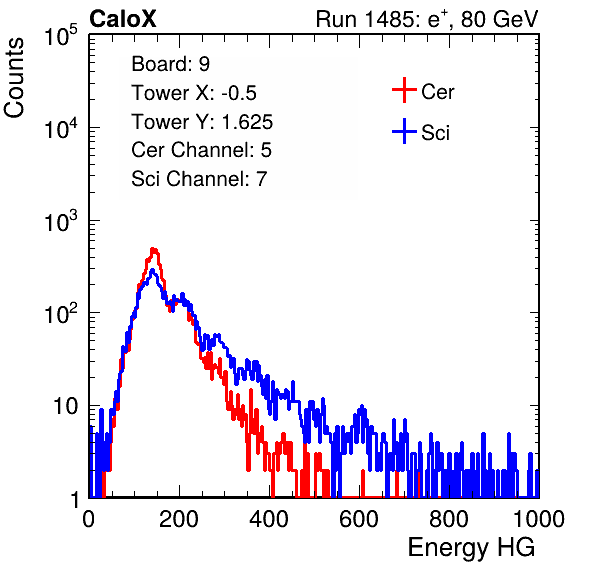 CaloX Run 1485: e⁺, 80 GeV
Counts
Board: 9
Tower X: -0.5
Tower Y: 1.625
Cer Channel: 5
Sci Channel: 7
Cer
Sci
10⁵
10⁴
10³
10²
10
1
0 200 400 600 800 1000
Energy HG